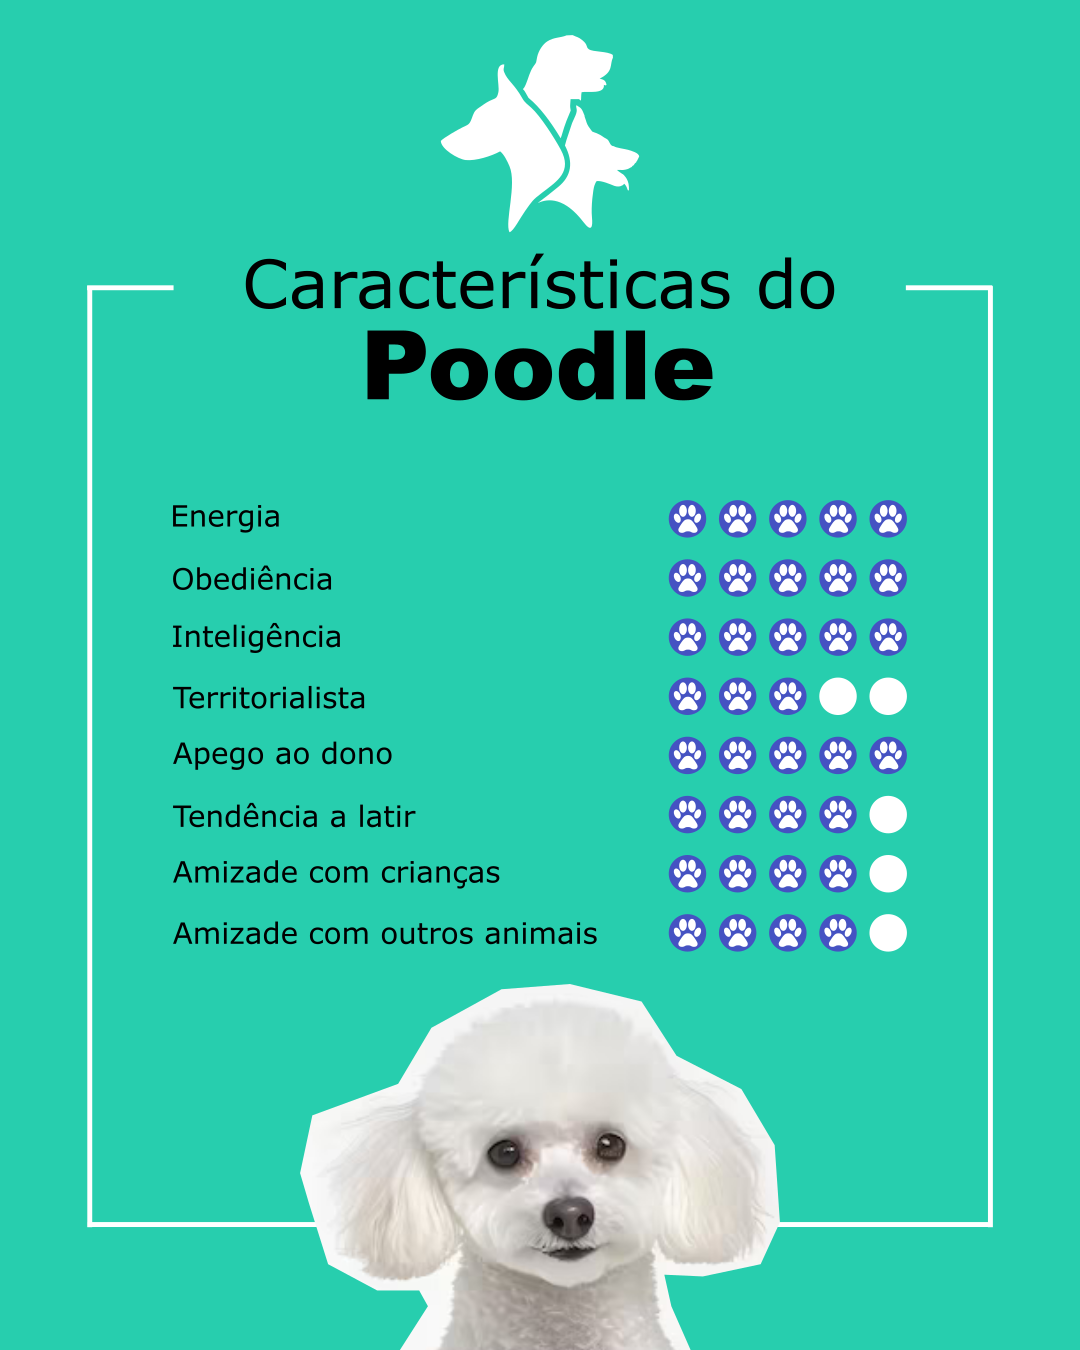 Características do
Poodle
Energia
Obediência
Inteligência
Territorialista
Apego ao dono
Tendência a latir
Amizade com crianças
Amizade com outros animais